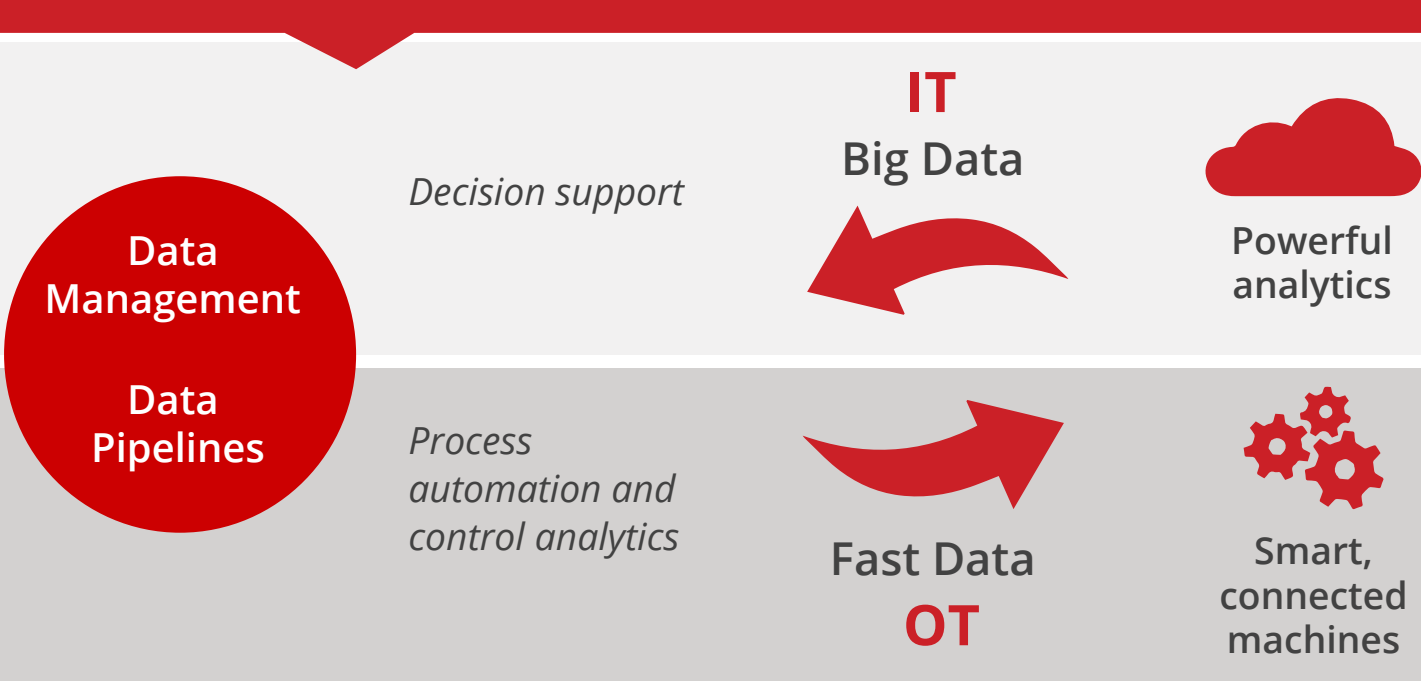 Data
Management
Data
Pipelines
Decision support
IT
Big Data
Powerful
analytics
Process
automation and
control analytics
Fast Data
OT
Smart,
connected
machines